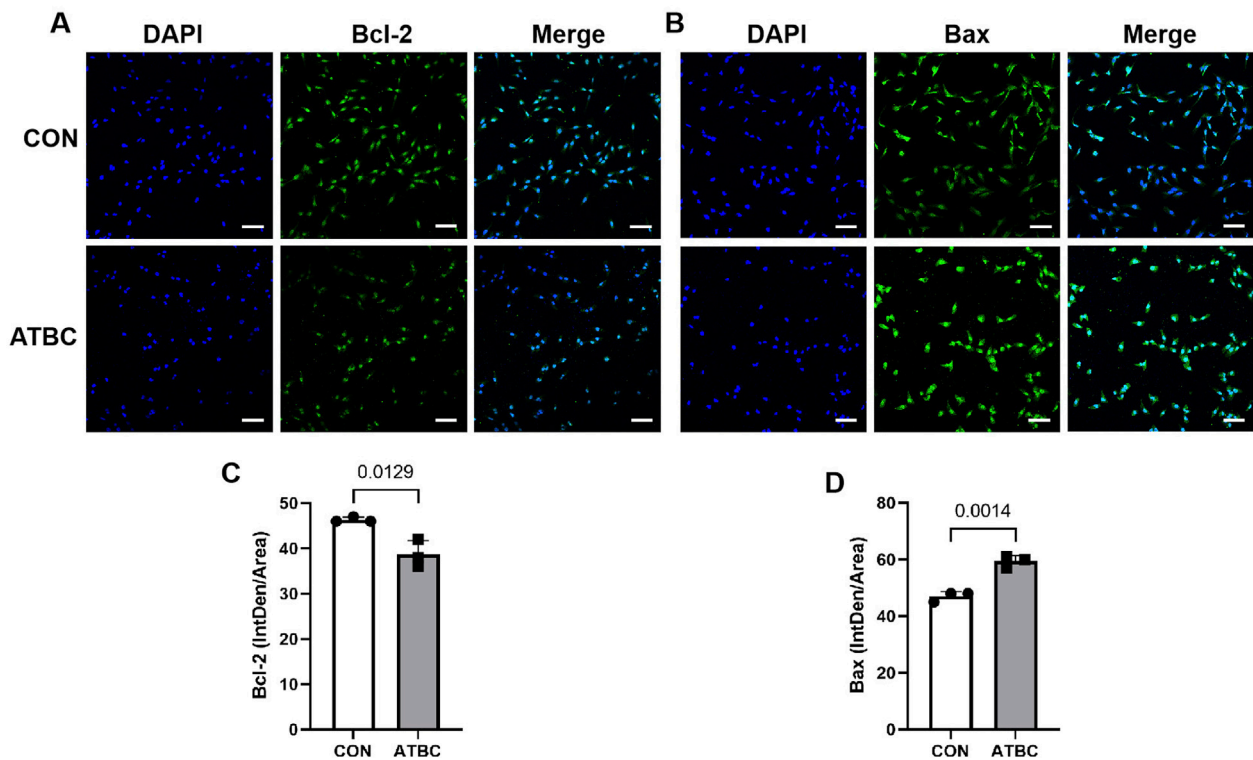 A
DAPI
Bcl-2
Merge
B
DAPI
Bax
Merge
CON
ATBC
C
0.0129
Bcl-2 (IntDen/Area)
50
40
30
20
10
0
CON
ATBC
D
0.0014
Bax (IntDen/Area)
80
60
40
20
0
CON
ATBC